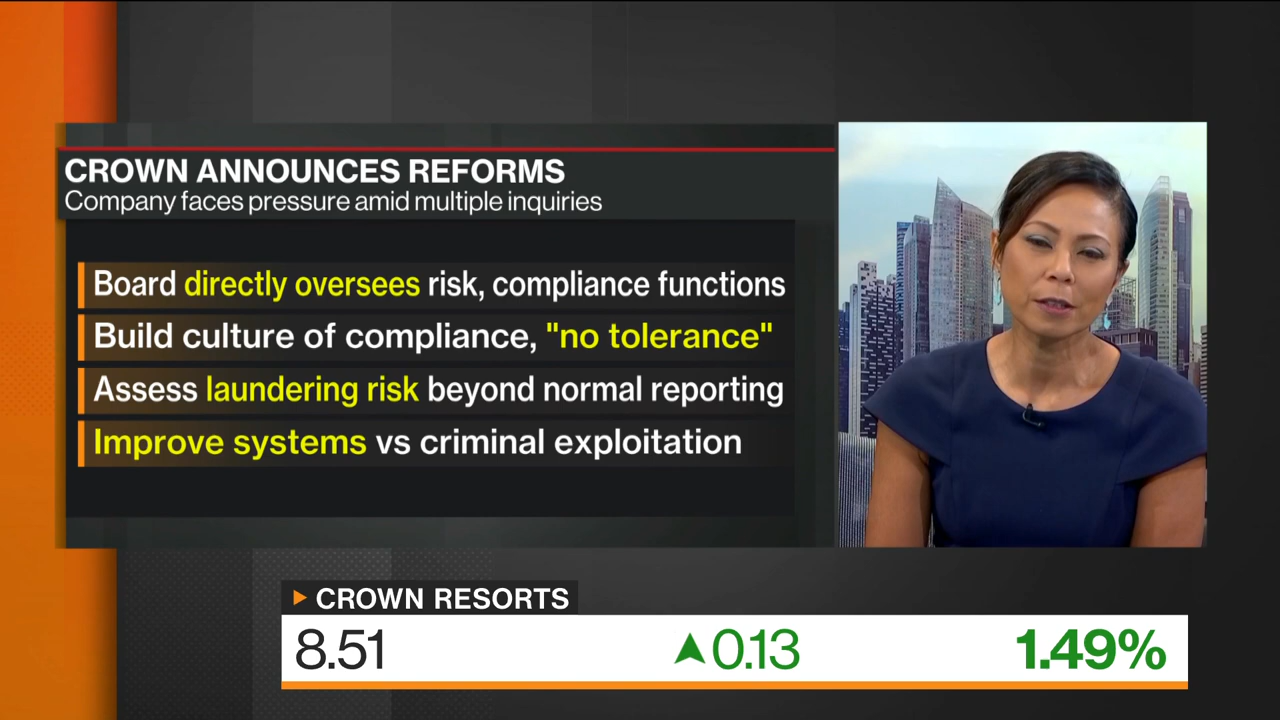 CROWN ANNOUNCES REFORMS
Company faces pressure amid multiple inquiries
Board directly oversees risk, compliance functions
Build culture of compliance, "no tolerance"
Assess laundering risk beyond normal reporting
Improve systems vs criminal exploitation
CROWN RESORTS
8.51 ▲0.13 1.49%